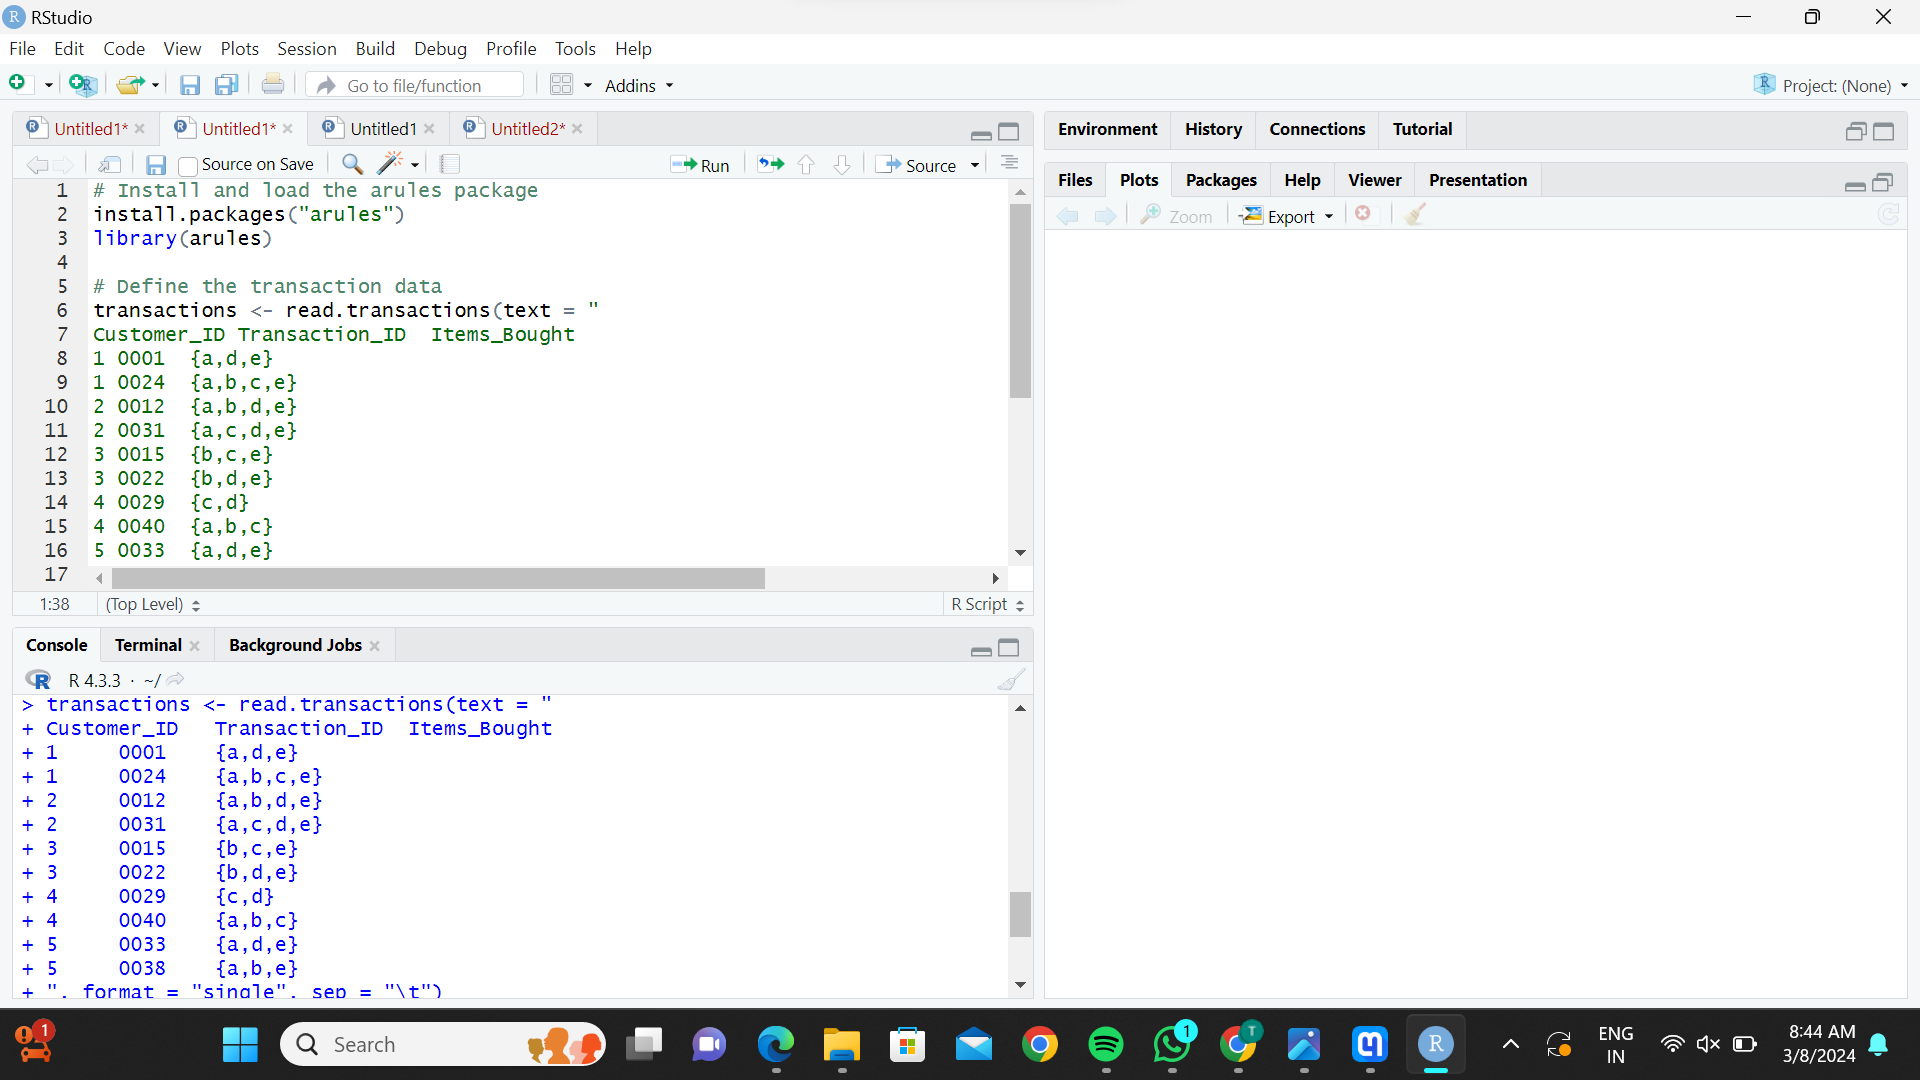 RStudio
File Edit Code View Plots Session Build Debug Profile Tools Help
Go to file/function Addins Project: (None)
Untitled1* Untitled1* Untitled1 Untitled2*
Source on Save Run Source
1 # Install and load the arules package
2 install.packages("arules")
3 library(arules)
4
5 # Define the transaction data
6 transactions <- read.transactions(text = "
7 Customer_ID Transaction_ID  Items_Bought
8 1 0001  {a,d,e}
9 1 0024  {a,b,c,e}
10 2 0012  {a,b,d,e}
11 2 0031  {a,c,d,e}
12 3 0015  {b,c,e}
13 3 0022  {b,d,e}
14 4 0029  {c,d}
15 4 0040  {a,b,c}
16 5 0033  {a,d,e}
17
1:38 (Top Level) R Script
Console Terminal Background Jobs
R R 4.3.3 · ~/
> transactions <- read.transactions(text = "
+ Customer_ID   Transaction_ID  Items_Bought
+ 1     0001    {a,d,e}
+ 1     0024    {a,b,c,e}
+ 2     0012    {a,b,d,e}
+ 2     0031    {a,c,d,e}
+ 3     0015    {b,c,e}
+ 3     0022    {b,d,e}
+ 4     0029    {c,d}
+ 4     0040    {a,b,c}
+ 5     0033    {a,d,e}
+ 5     0038    {a,b,e}
+ ", format = "single", sep = "\t")
Environment History Connections Tutorial
Files Plots Packages Help Viewer Presentation
Zoom Export
1 Search 1 T R ENG
IN
8:44 AM
3/8/2024